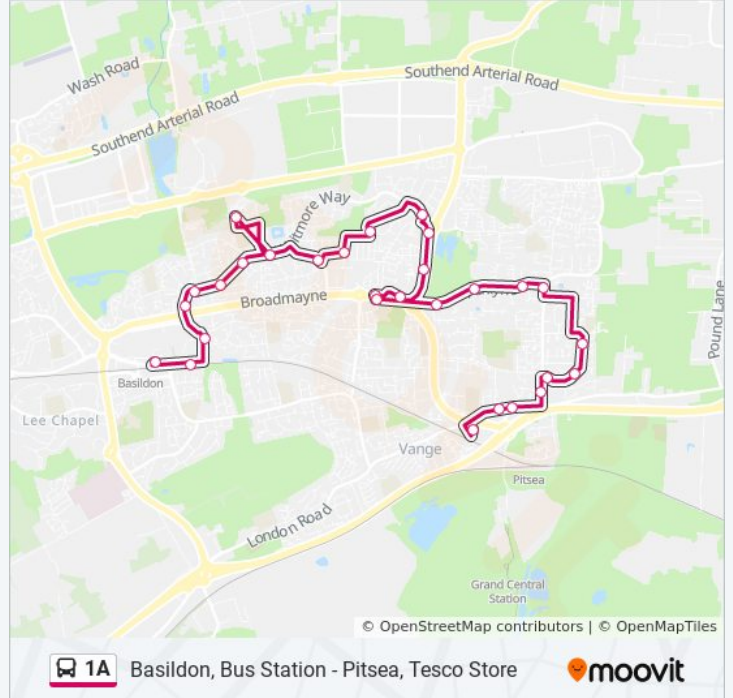 Wash Road
Southend Arterial Road
Southend Arterial Road
itmore Way
Broadmayne
Pound Lane
Basildon
Lee Chapel
Vange
Pitsea
London Road
Grand Central
Station
© OpenStreetMap contributors | © OpenMapTiles
1A Basildon, Bus Station - Pitsea, Tesco Store moovit